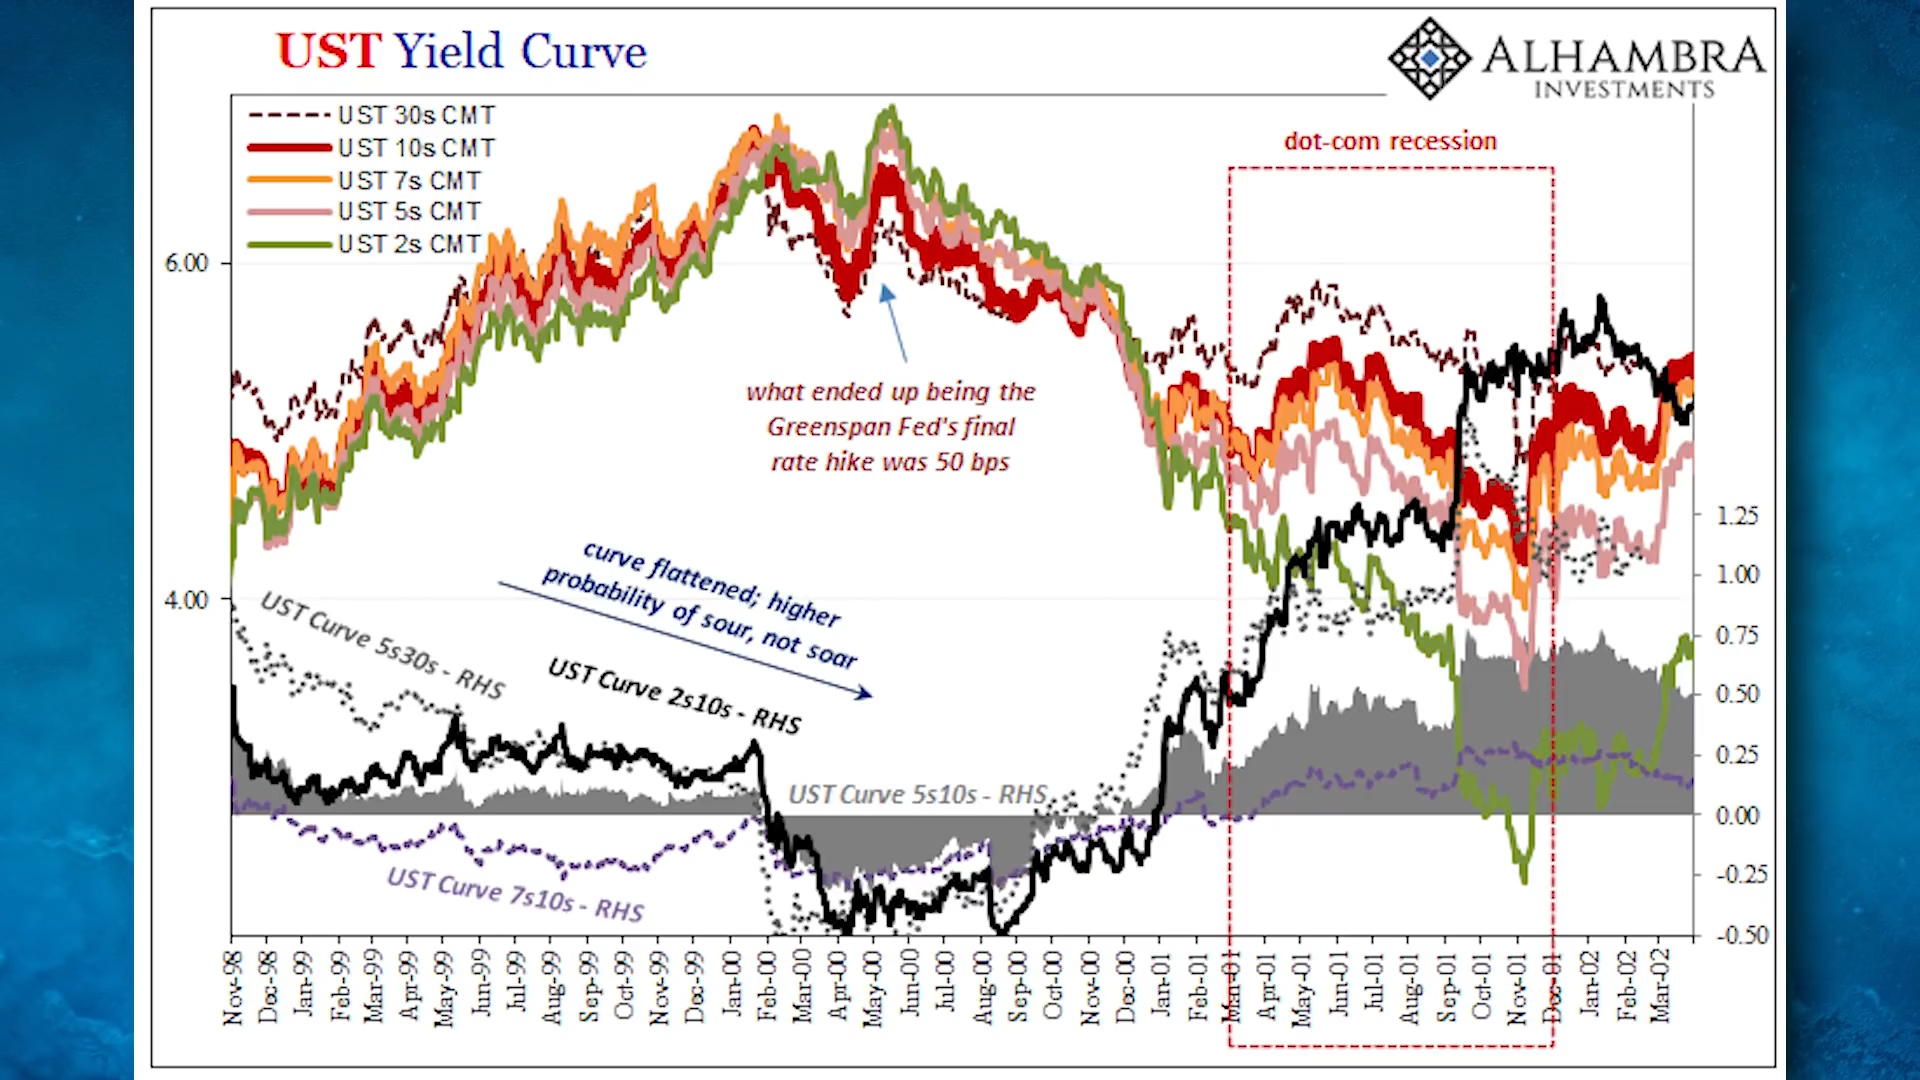 UST Yield Curve
ALHAMBRA
INVESTMENTS
UST 30s CMT
UST 10s CMT
UST 7s CMT
UST 5s CMT
UST 2s CMT
dot-com recession
6.00
4.00
what ended up being the
Greenspan Fed's final
rate hike was 50 bps
curve flattened; higher
probability of sour, not soar
UST Curve 5s30s - RHS
UST Curve 2s10s - RHS
UST Curve 5s10s - RHS
UST Curve 7s10s - RHS
1.25
1.00
0.75
0.50
0.25
0.00
-0.25
-0.50
Nov-98
Dec-98
Jan-99
Feb-99
Mar-99
Apr-99
May-99
Jun-99
Jul-99
Aug-99
Sep-99
Oct-99
Nov-99
Dec-99
Jan-00
Feb-00
Mar-00
Apr-00
May-00
Jun-00
Jul-00
Aug-00
Sep-00
Oct-00
Nov-00
Dec-00
Jan-01
Feb-01
Mar-01
Apr-01
May-01
Jun-01
Jul-01
Aug-01
Sep-01
Oct-01
Nov-01
Dec-01
Jan-02
Feb-02
Mar-02